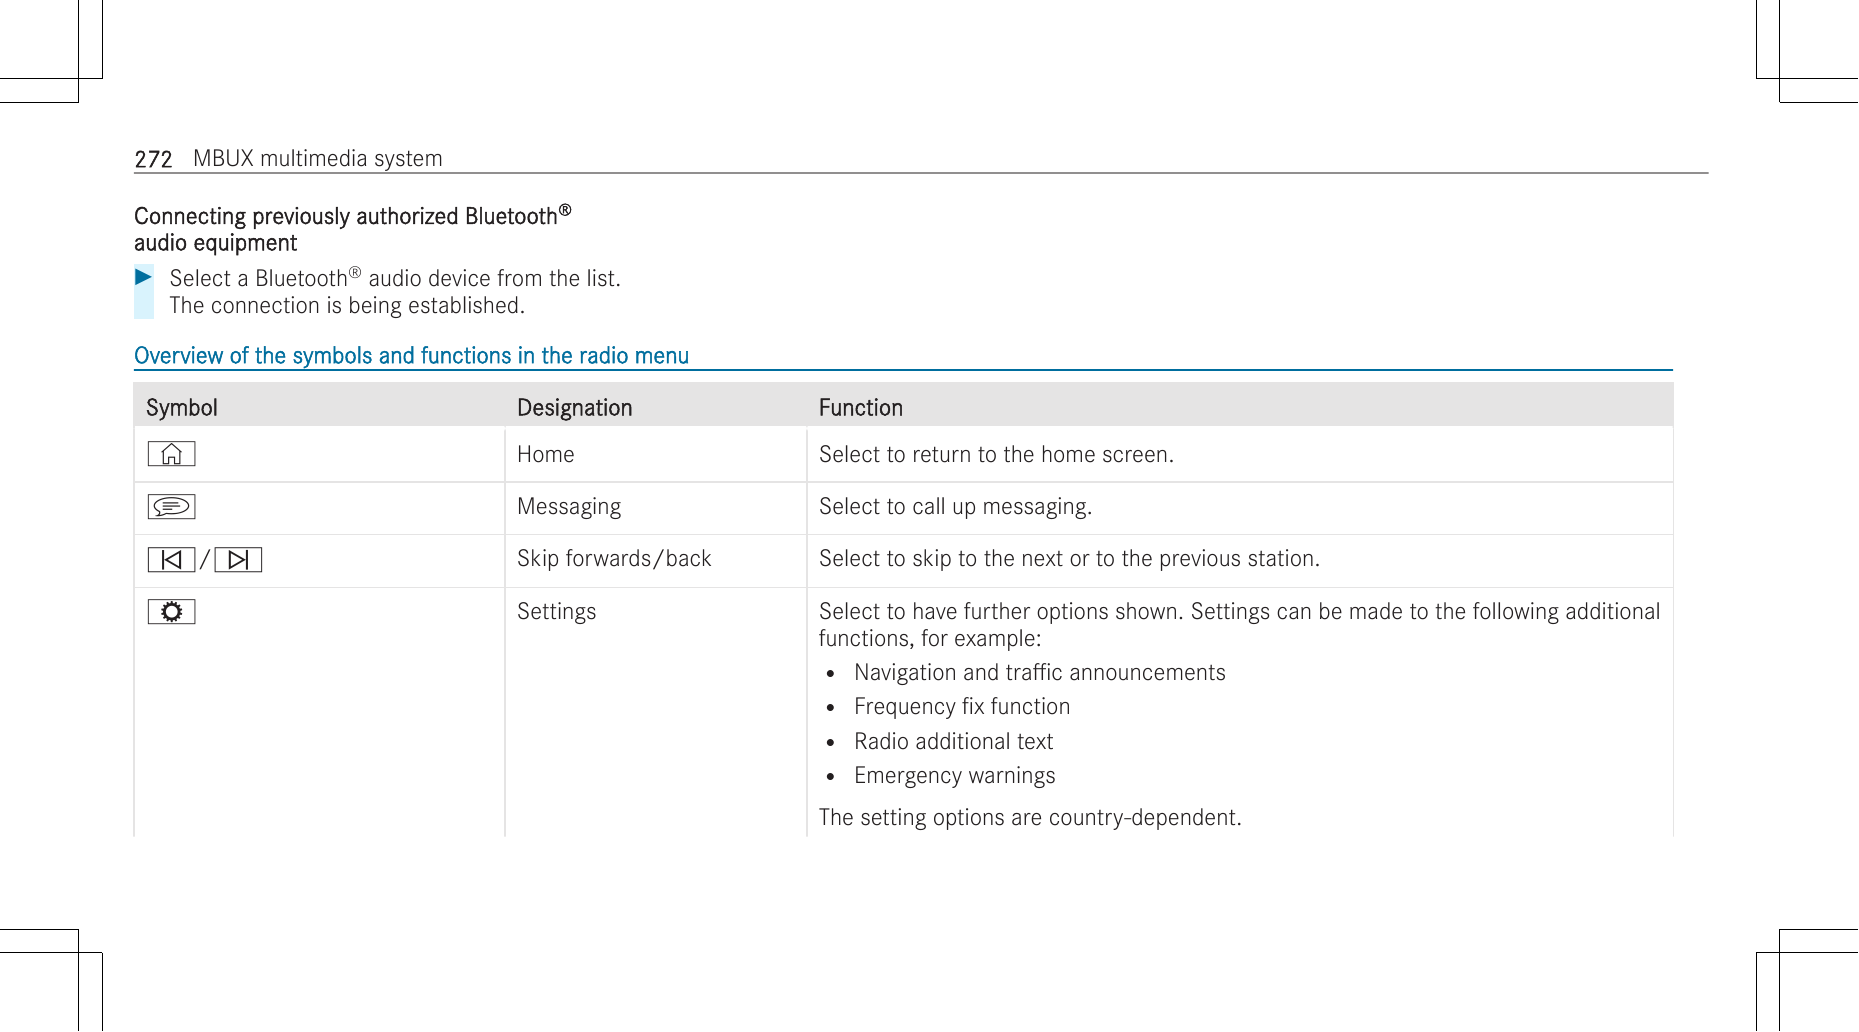 272 MBUX multimedia system
Connecting previously authorized Bluetooth®
audio equipment
▶ Select a Bluetooth® audio device from the list.
The connection is being established.
Overview of the symbols and functions in the radio menu
Symbol Designation Function
Home Select to return to the home screen.
Messaging Select to call up messaging.
/ Skip forwards/back Select to skip to the next or to the previous station.
Settings Select to have further options shown. Settings can be made to the following additional
functions, for example:
• Navigation and traffic announcements
• Frequency fix function
• Radio additional text
• Emergency warnings
The setting options are country-dependent.